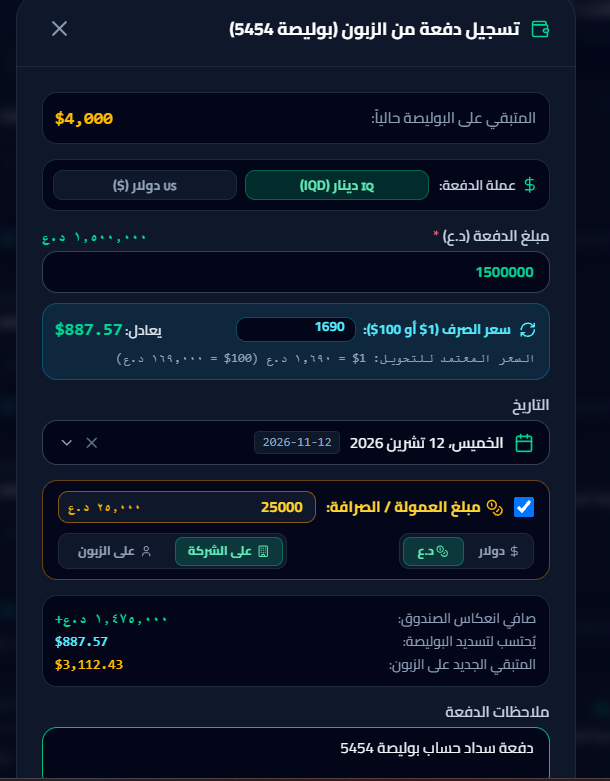 تسجيل دفعة من الزبون (بوليصة 5454)
المتبقي على البوليصة حالياً: $4,000
عملة الدفعة: IQ دينار (IQD) US دولار ($)
مبلغ الدفعة (د.ع) * ١,٥٠٠,٠٠٠ د.ع
1500000
سعر الصرف (1$ أو 100$): 1690 يعادل: $887.57
السعر المعتمد للتحويل: 1$ = ١,٦٩٠ د.ع (100$ = ١٦٩,٠٠٠ د.ع)
التاريخ
الخميس، 12 تشرين 2026 2026-11-12
مبلغ العمولة / الصرافة: 25000 ٢٥,٠٠٠ د.ع
$ دولار د.ع على الشركة على الزبون
صافي انعكاس الصندوق: +١,٤٧٥,٠٠٠ د.ع
يُحتسب لتسديد البوليصة: $887.57
المتبقي الجديد على الزبون: $3,112.43
ملاحظات الدفعة
دفعة سداد حساب بوليصة 5454